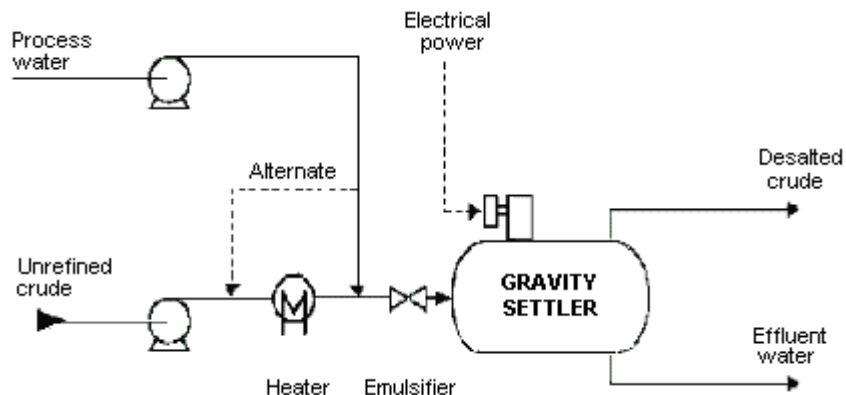 Electrical
power
Process
water
Alternate
Desalted
crude
Unrefined
crude
GRAVITY
SETTLER
Effluent
water
Heater
Emulsifier